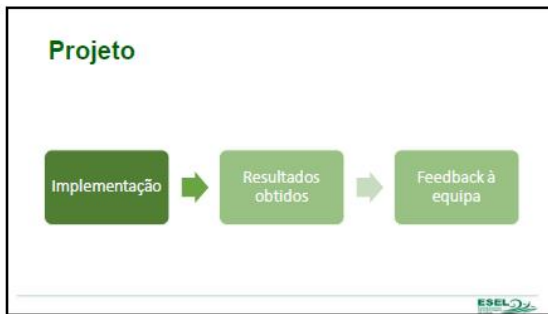 Projeto
Implementação
Resultados
obtidos
Feedback à
equipa
ESEL